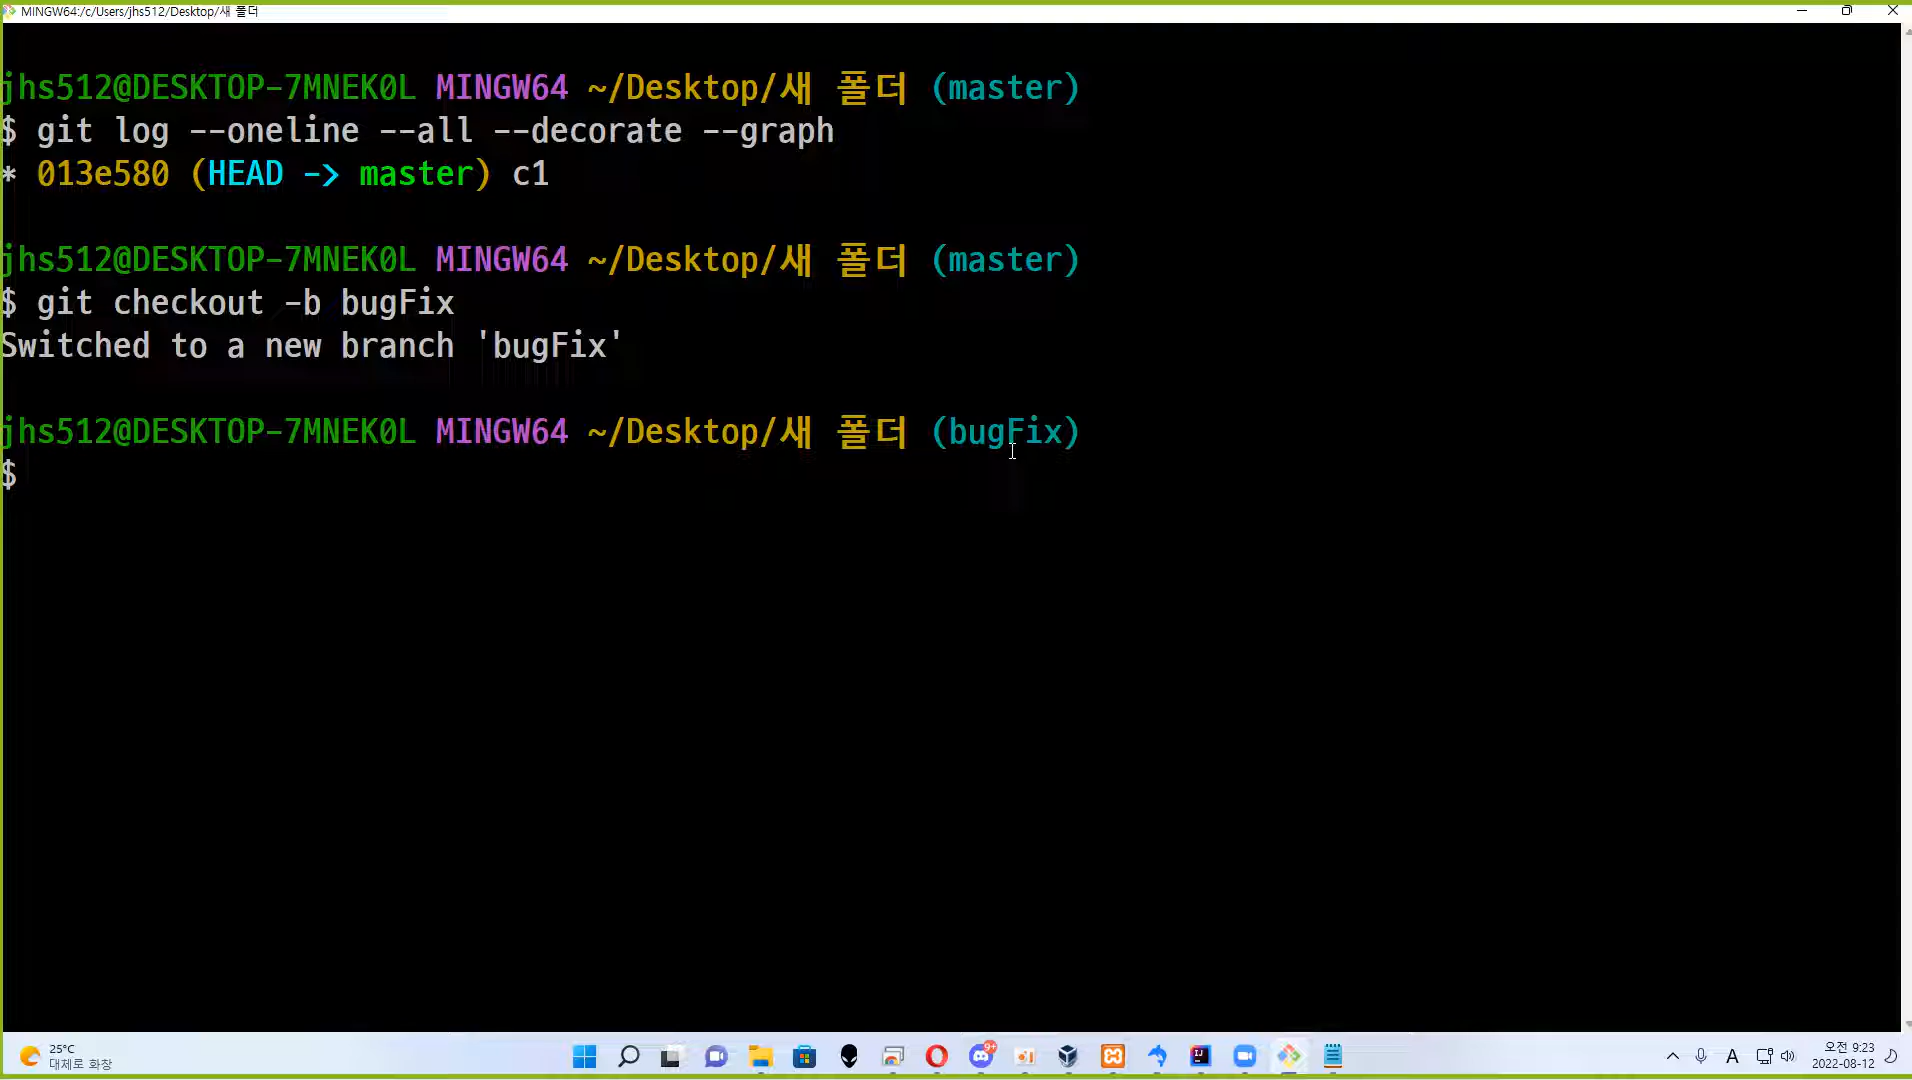 MINGW64:/c/Users/jhs512/Desktop/새 폴더
jhs512@DESKTOP-7MNEK0L MINGW64 ~/Desktop/새 폴더 (master)
$ git log --oneline --all --decorate --graph
* 013e580 (HEAD -> master) c1
jhs512@DESKTOP-7MNEK0L MINGW64 ~/Desktop/새 폴더 (master)
$ git checkout -b bugFix
Switched to a new branch 'bugFix'
jhs512@DESKTOP-7MNEK0L MINGW64 ~/Desktop/새 폴더 (bugFix)
$
25°C
대체로 화창
9+
IJ
A
오전 9:23
2022-08-12